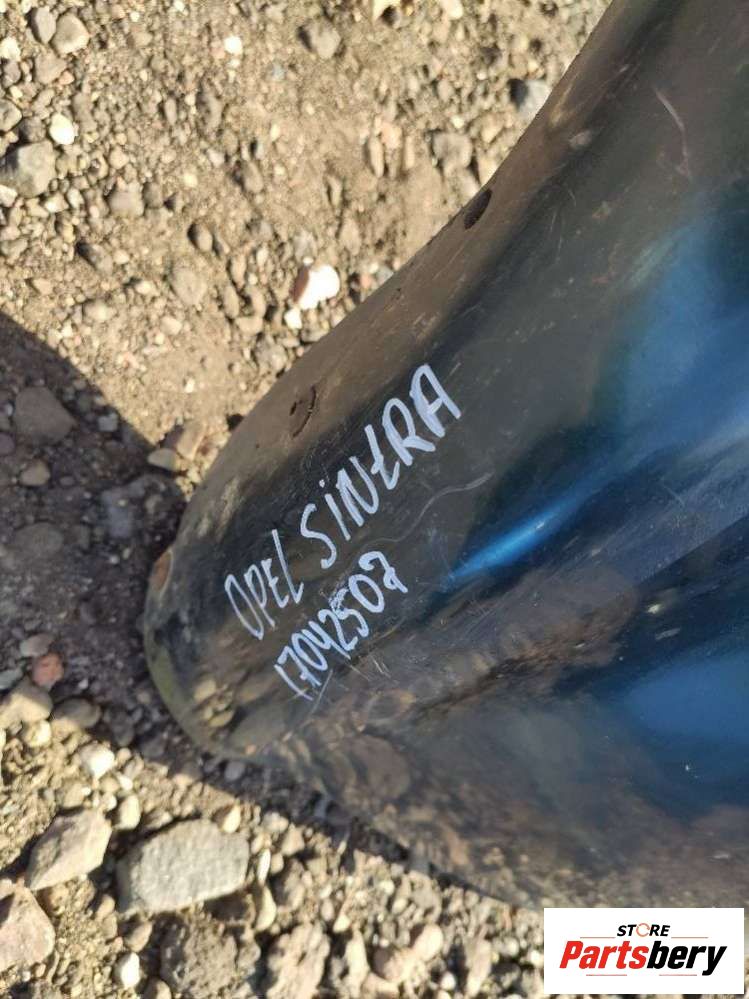 OPEL SINtRA
17042507
STORE
Partsbery